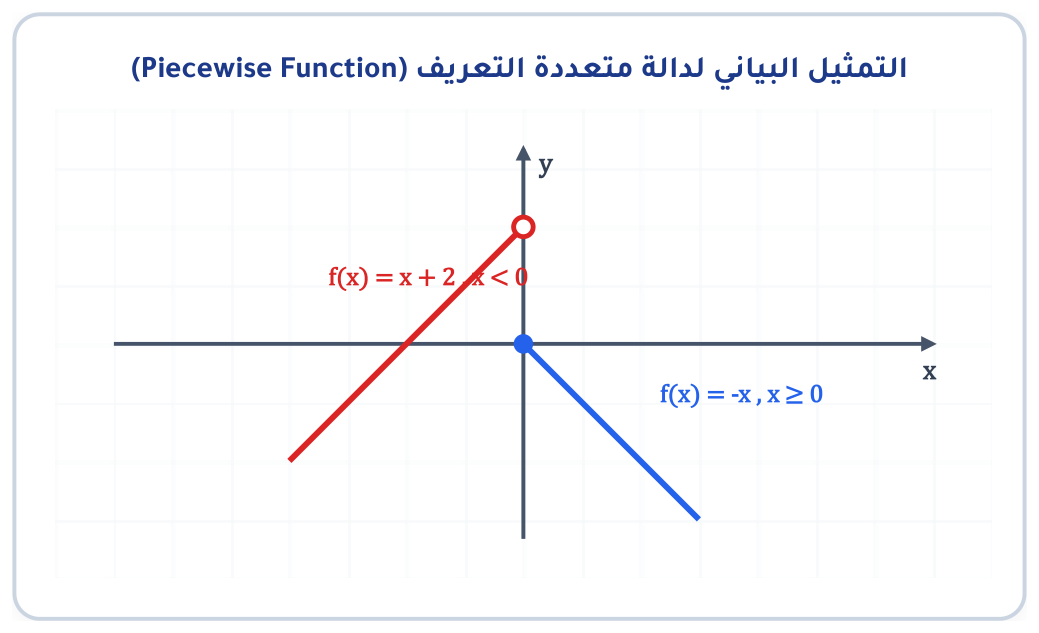 التمثيل البياني لدالة متعددة التعريف (Piecewise Function)
y
f(x) = x + 2 , x < 0
x
f(x) = -x , x ≥ 0